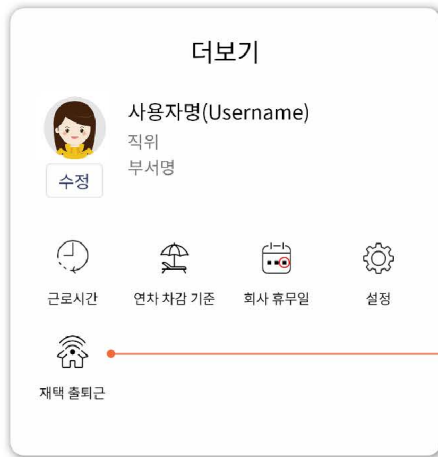 더보기
사용자명(Username)
직위
부서명
수정
근로시간
연차 차감 기준
회사 휴무일
설정
재택 출퇴근